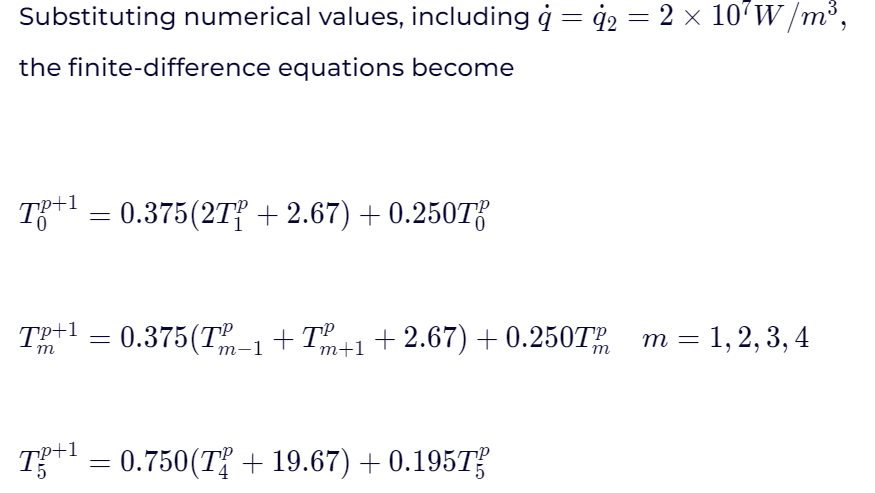 Substituting numerical values, including $\dot{q} = \dot{q}_2 = 2 \times 10^7 W/m^3$,
the finite-difference equations become
$T_0^{p+1} = 0.375(2T_1^p + 2.67) + 0.250T_0^p$
$T_m^{p+1} = 0.375(T_{m-1}^p + T_{m+1}^p + 2.67) + 0.250T_m^p \quad m = 1, 2, 3, 4$
$T_5^{p+1} = 0.750(T_4^p + 19.67) + 0.195T_5^p$